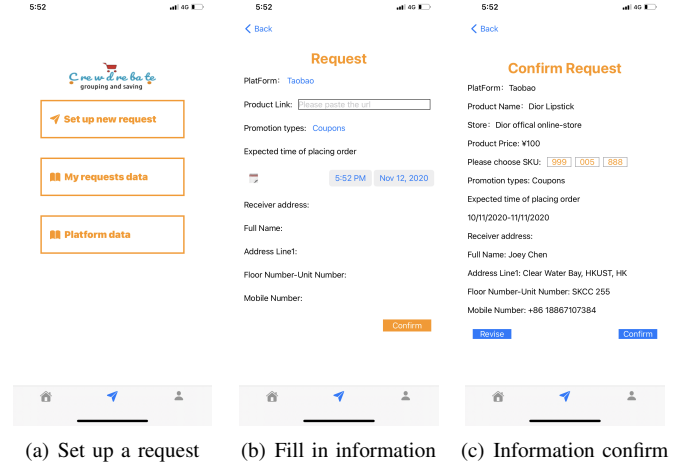 5:52
4G
Crewdrebate
grouping and saving
Set up new request
My requests data
Platform data
(a) Set up a request
5:52
4G
Back
Request
PlatForm: Taobao
Product Link: Please paste the url
Promotion types: Coupons
Expected time of placing order
5:52 PM Nov 12, 2020
Receiver address:
Full Name:
Address Line1:
Floor Number-Unit Number:
Mobile Number:
Confirm
(b) Fill in information
5:52
4G
Back
Confirm Request
PlatForm: Taobao
Product Name: Dior Lipstick
Store: Dior offical online-store
Product Price: ¥100
Please choose SKU: 999 005 888
Promotion types: Coupons
Expected time of placing order
10/11/2020-11/11/2020
Receiver address:
Full Name: Joey Chen
Address Line1: Clear Water Bay, HKUST, HK
Floor Number-Unit Number: SKCC 255
Mobile Number: +86 18867107384
Revise Confirm
(c) Information confirm